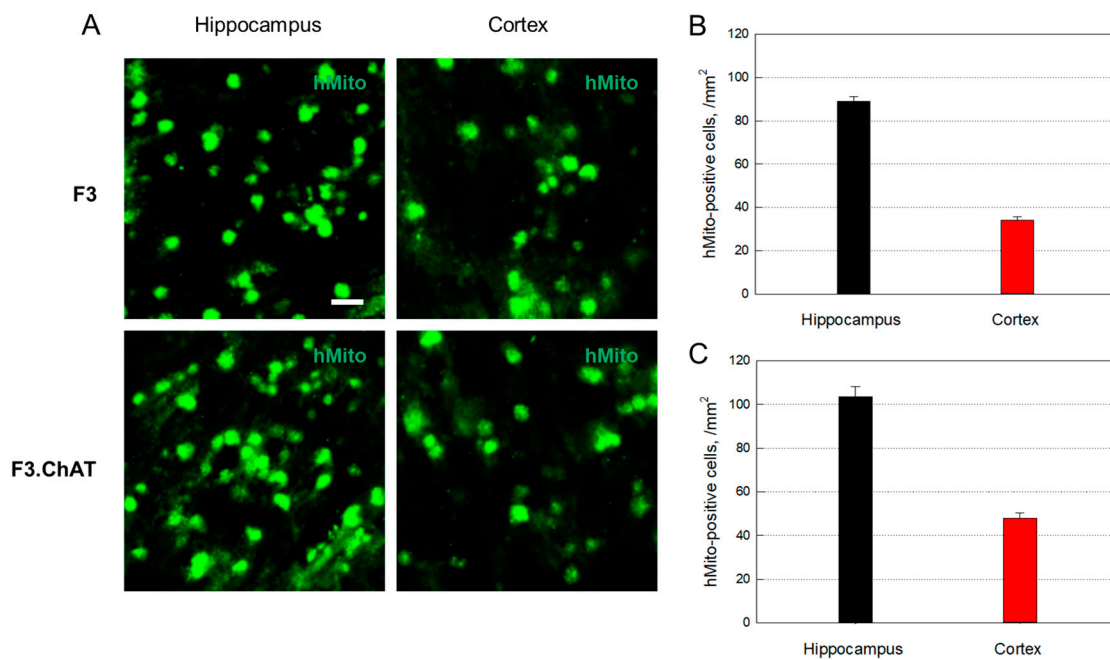 A
Hippocampus
Cortex
F3
hMito
hMito
F3.ChAT
hMito
hMito
B
hMito-positive cells, /mm²
120
100
80
60
40
20
0
Hippocampus
Cortex
C
hMito-positive cells, /mm²
120
100
80
60
40
20
0
Hippocampus
Cortex